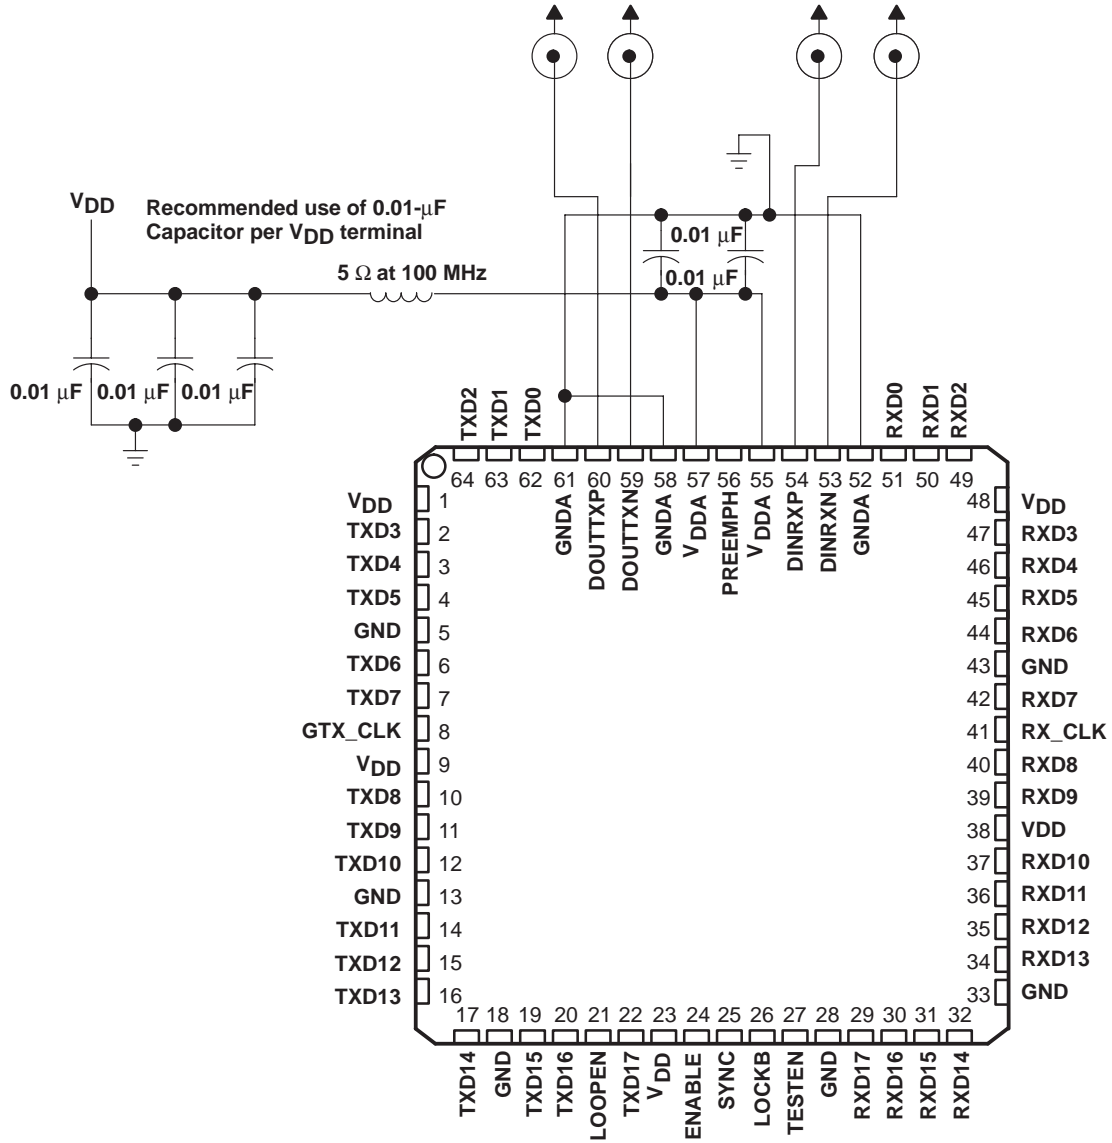 VDD
Recommended use of 0.01-μF
Capacitor per VDD terminal
5 Ω at 100 MHz
0.01 μF
0.01 μF
0.01 μF
0.01 μF
0.01 μF
TXD2
TXD1
TXD0
RXD0
RXD1
RXD2
64
63
62
61
60
59
58
57
56
55
54
53
52
51
50
49
GNDA
DOUTTXP
DOUTTXN
GNDA
VDDA
PREEMPH
VDDA
DINRXP
DINRXN
GNDA
VDD 1
TXD3 2
TXD4 3
TXD5 4
GND 5
TXD6 6
TXD7 7
GTX_CLK 8
VDD 9
TXD8 10
TXD9 11
TXD10 12
GND 13
TXD11 14
TXD12 15
TXD13 16
48 VDD
47 RXD3
46 RXD4
45 RXD5
44 RXD6
43 GND
42 RXD7
41 RX_CLK
40 RXD8
39 RXD9
38 VDD
37 RXD10
36 RXD11
35 RXD12
34 RXD13
33 GND
17
18
19
20
21
22
23
24
25
26
27
28
29
30
31
32
TXD14
GND
TXD15
TXD16
LOOPEN
TXD17
VDD
ENABLE
SYNC
LOCKB
TESTEN
GND
RXD17
RXD16
RXD15
RXD14